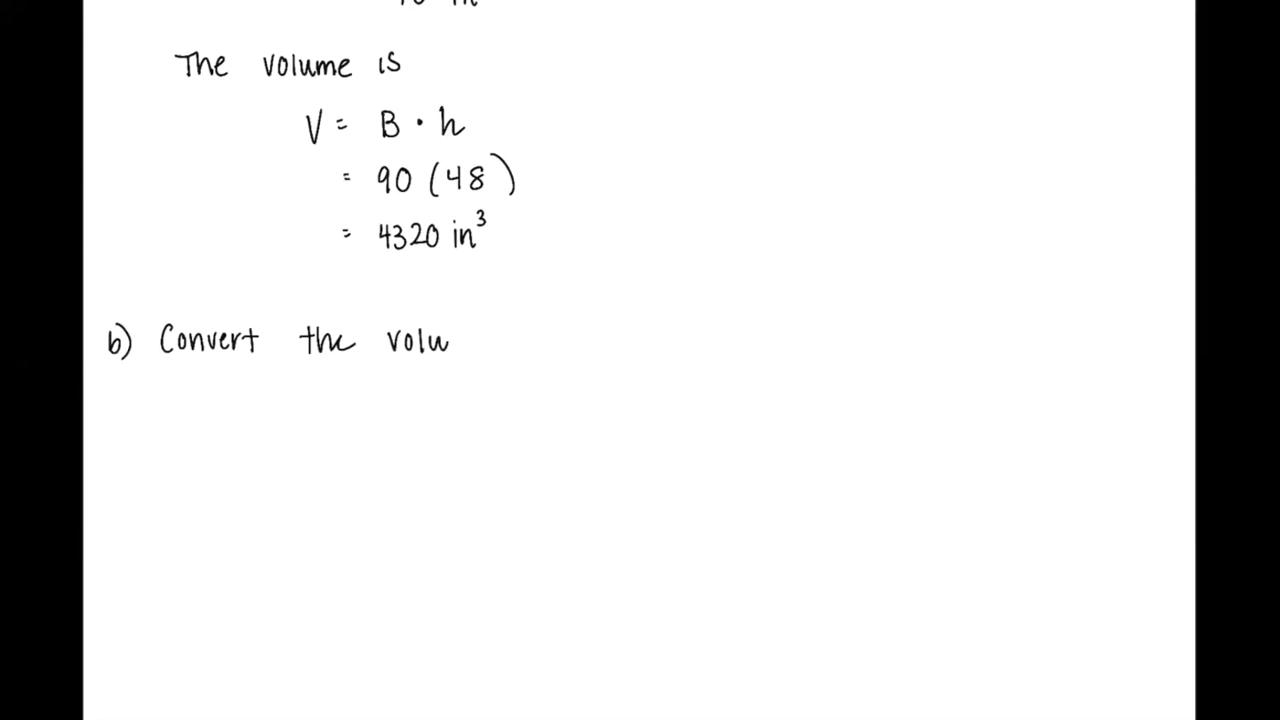 The volume is
V = B · h
= 90 (48)
= 4320 in³
b) Convert the volu